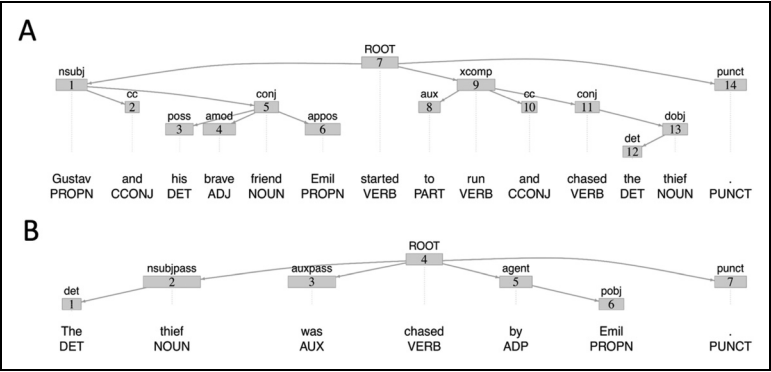 A
ROOT
7
nsubj xcomp punct
1 9 14
cc conj aux cc conj
2 5 8 10 11
poss amod appos dobj
3 4 6 13
det
12
Gustav and his brave friend Emil started to run and chased the thief .
PROPN CCONJ DET ADJ NOUN PROPN VERB PART VERB CCONJ VERB DET NOUN PUNCT
B
ROOT
4
nsubjpass auxpass agent punct
2 3 5 7
det pobj
1 6
The thief was chased by Emil .
DET NOUN AUX VERB ADP PROPN PUNCT